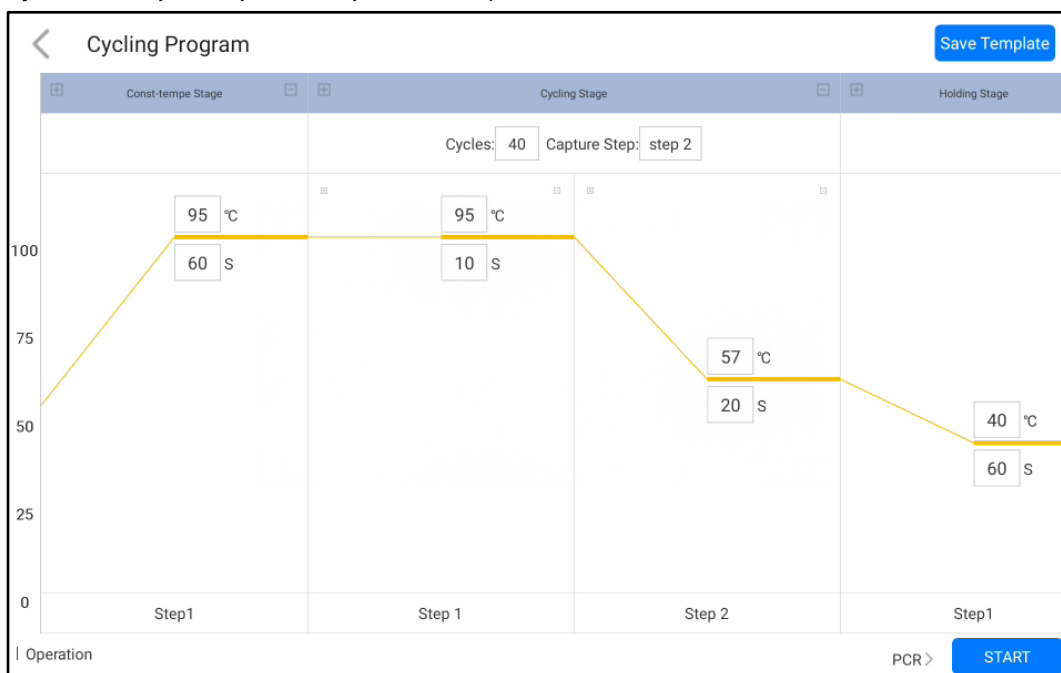 Cycling Program
Save Template
Const-tempe Stage
Cycling Stage
Holding Stage
Cycles: 40 Capture Step: step 2
95 ℃
60 S
95 ℃
10 S
57 ℃
20 S
40 ℃
60 S
100
75
50
25
0
Step1
Step 1
Step 2
Step1
| Operation
PCR >
START